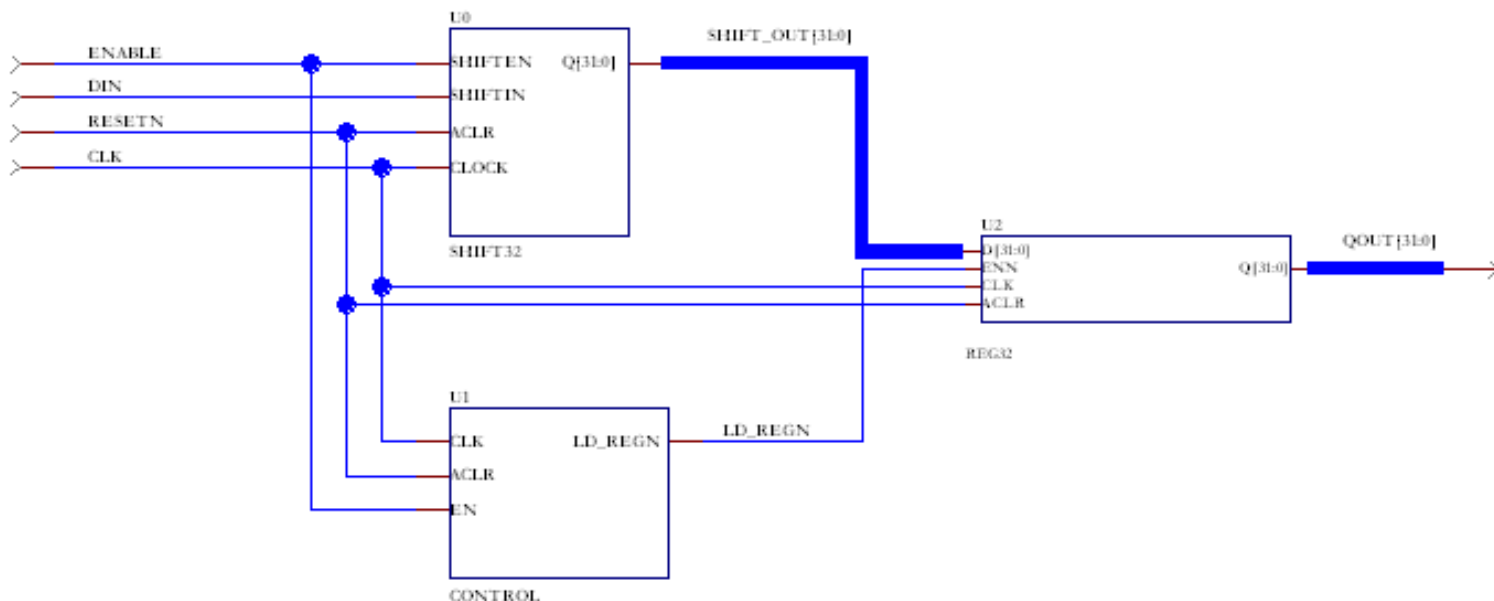 U0
ENABLE
SHIFTEN
Q[31:0]
SHIFT_OUT[31:0]
DIN
SHIFTIN
RESETN
ACLR
CLK
CLOCK
SHIFT32
U2
D[31:0]
ENN
CLK
ACLR
Q[31:0]
QOUT[31:0]
REG32
U1
CLK
LD_REGN
LD_REGN
ACLR
EN
CONTROL